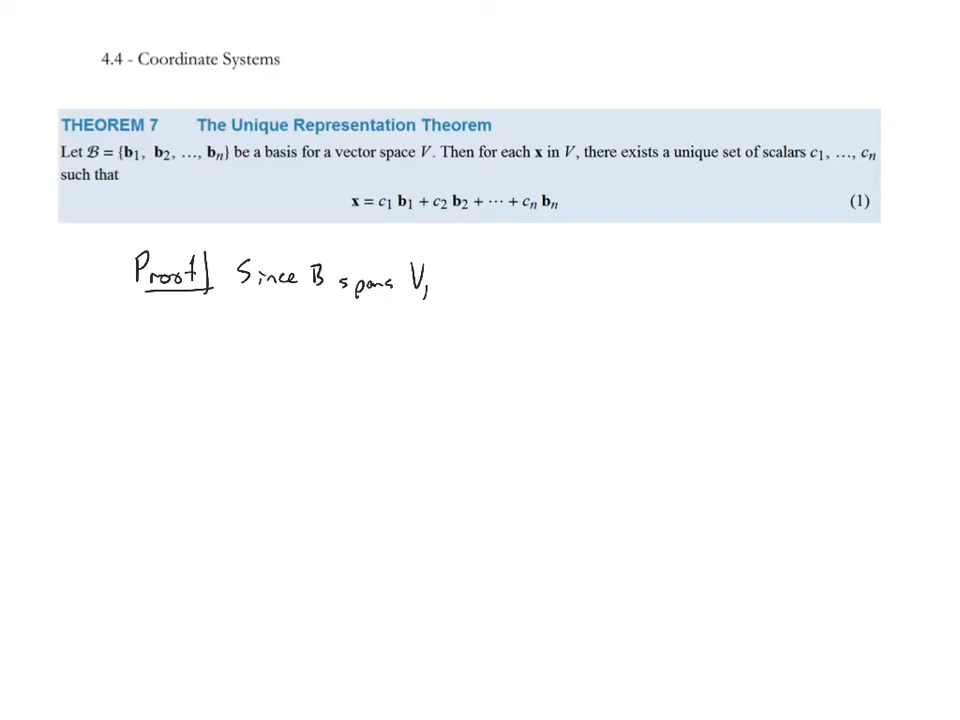 4.4 - Coordinate Systems
THEOREM 7 The Unique Representation Theorem
Let ℬ = {b₁, b₂, …, bₙ} be a basis for a vector space V. Then for each x in V, there exists a unique set of scalars c₁, …, cₙ
such that
x = c₁ b₁ + c₂ b₂ + ⋯ + cₙ bₙ (1)
Proof Since B spans V,